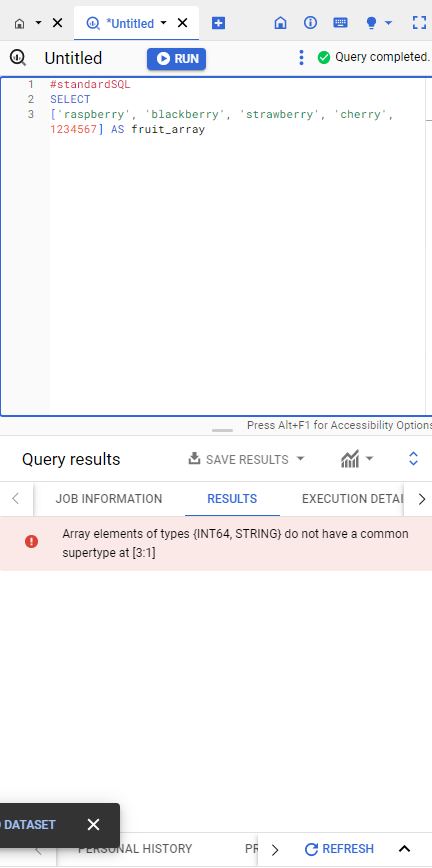 *Untitled
Untitled
RUN
Query completed.
1 #standardSQL
2 SELECT
3 ['raspberry', 'blackberry', 'strawberry', 'cherry',
1234567] AS fruit_array
Press Alt+F1 for Accessibility Options
Query results
SAVE RESULTS
JOB INFORMATION
RESULTS
EXECUTION DETAI
Array elements of types {INT64, STRING} do not have a common
supertype at [3:1]
DATASET
PERSONAL HISTORY
PR
REFRESH